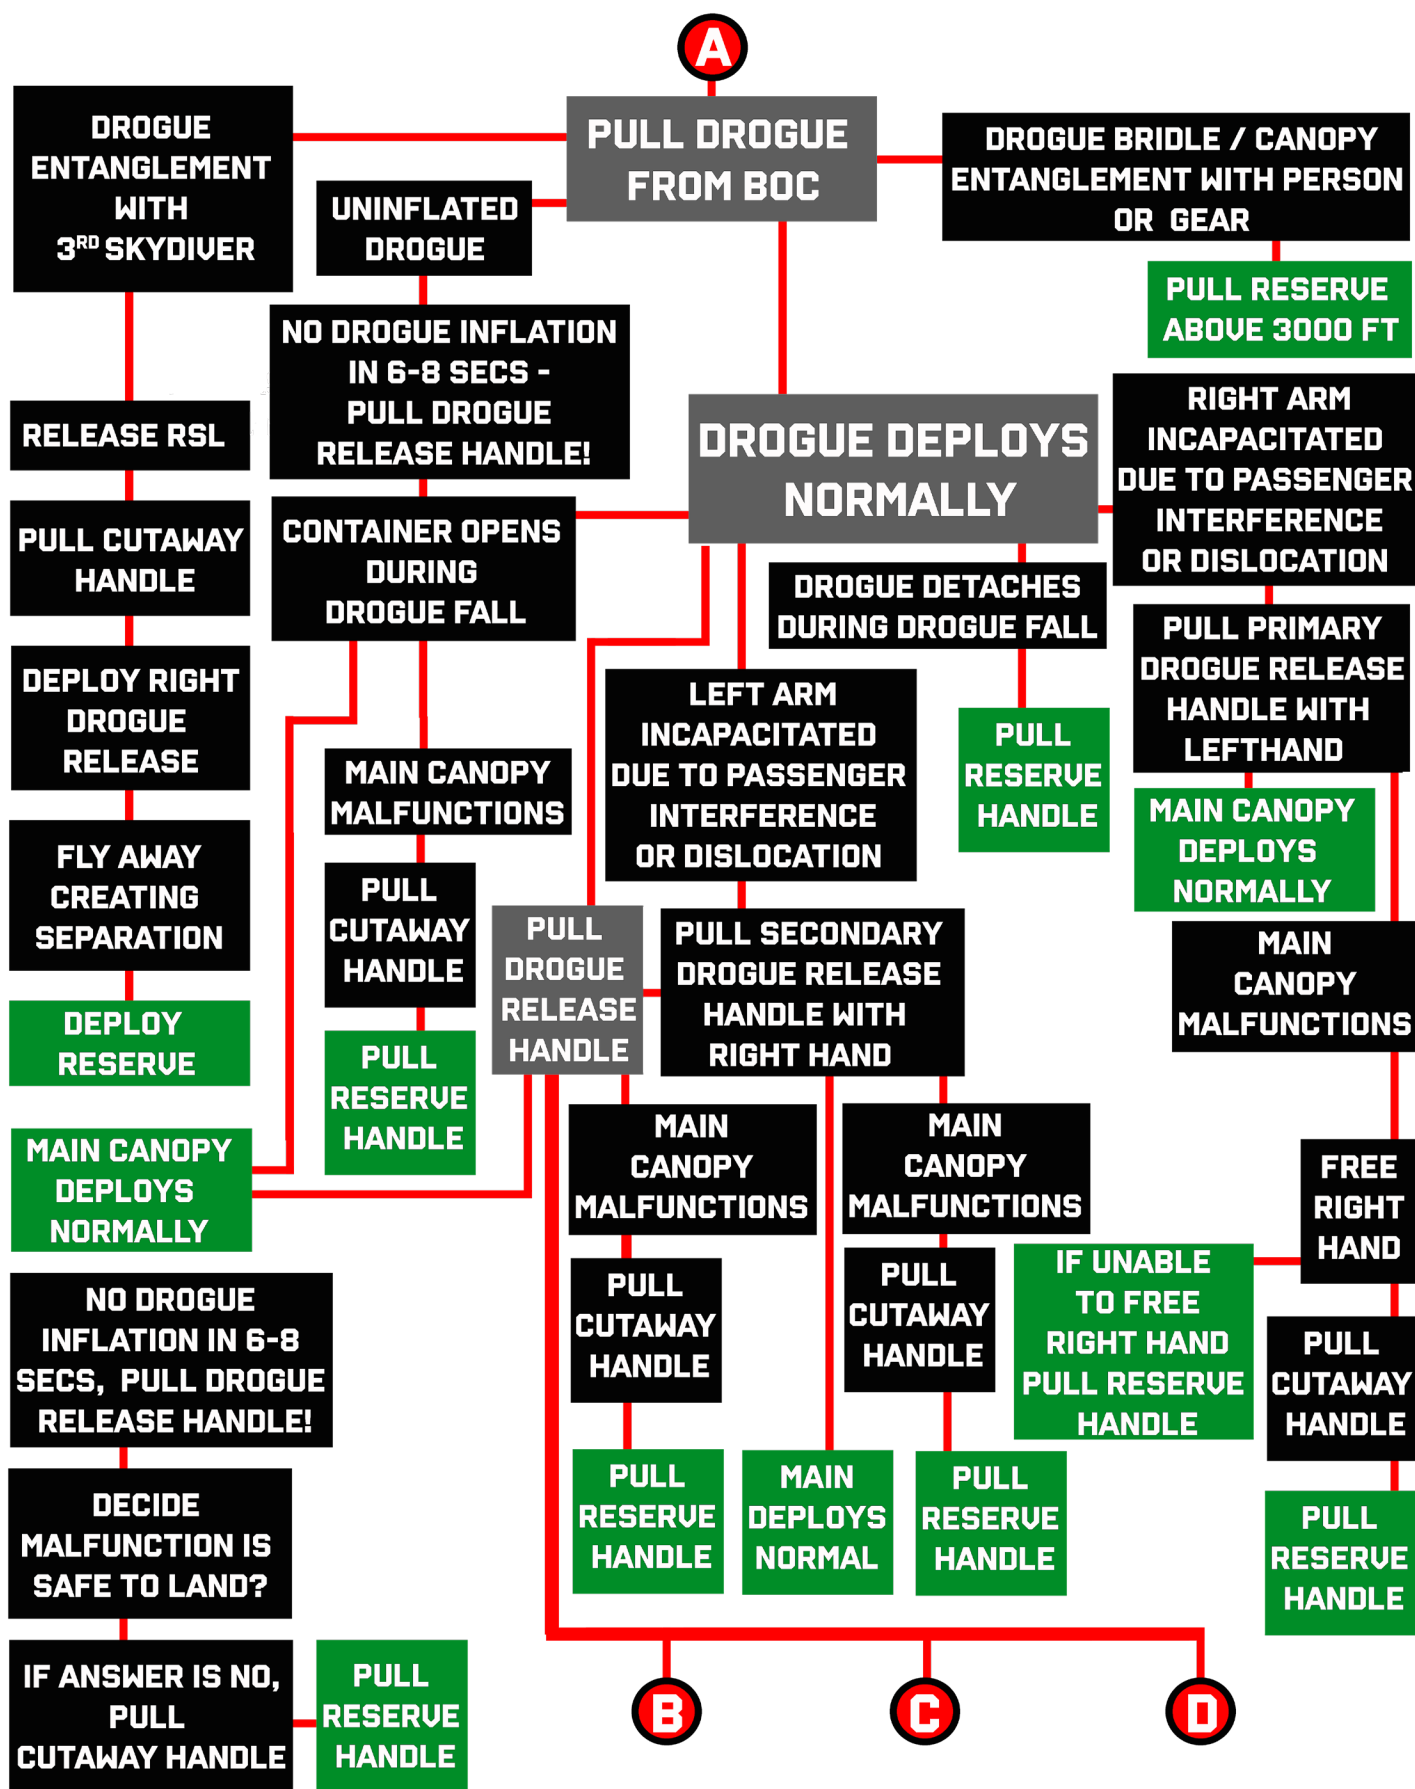 A
PULL DROGUE
FROM BOC
DROGUE
ENTANGLEMENT
WITH
3RD SKYDIVER
UNINFLATED
DROGUE
DROGUE BRIDLE / CANOPY
ENTANGLEMENT WITH PERSON
OR GEAR
PULL RESERVE
ABOVE 3000 FT
NO DROGUE INFLATION
IN 6-8 SECS -
PULL DROGUE
RELEASE HANDLE!
RELEASE RSL
PULL CUTAWAY
HANDLE
DEPLOY RIGHT
DROGUE
RELEASE
FLY AWAY
CREATING
SEPARATION
DEPLOY
RESERVE
CONTAINER OPENS
DURING
DROGUE FALL
DROGUE DEPLOYS
NORMALLY
RIGHT ARM
INCAPACITATED
DUE TO PASSENGER
INTERFERENCE
OR DISLOCATION
DROGUE DETACHES
DURING DROGUE FALL
PULL
RESERVE
HANDLE
PULL PRIMARY
DROGUE RELEASE
HANDLE WITH
LEFTHAND
MAIN CANOPY
DEPLOYS
NORMALLY
LEFT ARM
INCAPACITATED
DUE TO PASSENGER
INTERFERENCE
OR DISLOCATION
MAIN CANOPY
MALFUNCTIONS
PULL
CUTAWAY
HANDLE
PULL
RESERVE
HANDLE
PULL
DROGUE
RELEASE
HANDLE
PULL SECONDARY
DROGUE RELEASE
HANDLE WITH
RIGHT HAND
MAIN
CANOPY
MALFUNCTIONS
MAIN CANOPY
DEPLOYS
NORMALLY
MAIN
CANOPY
MALFUNCTIONS
MAIN
CANOPY
MALFUNCTIONS
FREE
RIGHT
HAND
IF UNABLE
TO FREE
RIGHT HAND
PULL RESERVE
HANDLE
PULL
CUTAWAY
HANDLE
PULL
CUTAWAY
HANDLE
PULL
CUTAWAY
HANDLE
PULL
RESERVE
HANDLE
MAIN
DEPLOYS
NORMAL
PULL
RESERVE
HANDLE
PULL
RESERVE
HANDLE
NO DROGUE
INFLATION IN 6-8
SECS, PULL DROGUE
RELEASE HANDLE!
DECIDE
MALFUNCTION IS
SAFE TO LAND?
IF ANSWER IS NO,
PULL
CUTAWAY HANDLE
PULL
RESERVE
HANDLE
B
C
D